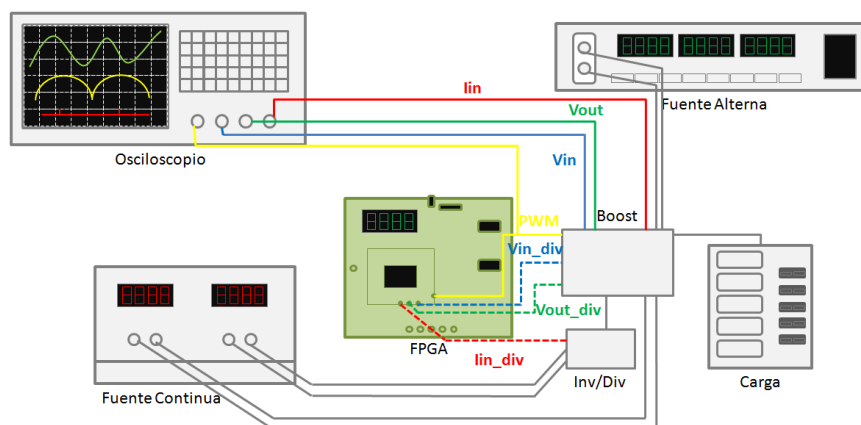 Iin
Vout
Fuente Alterna
Osciloscopio
Vin
Boost
PWM
Vin_div
Vout_div
FPGA
Iin_div
Inv/Div
Carga
Fuente Continua